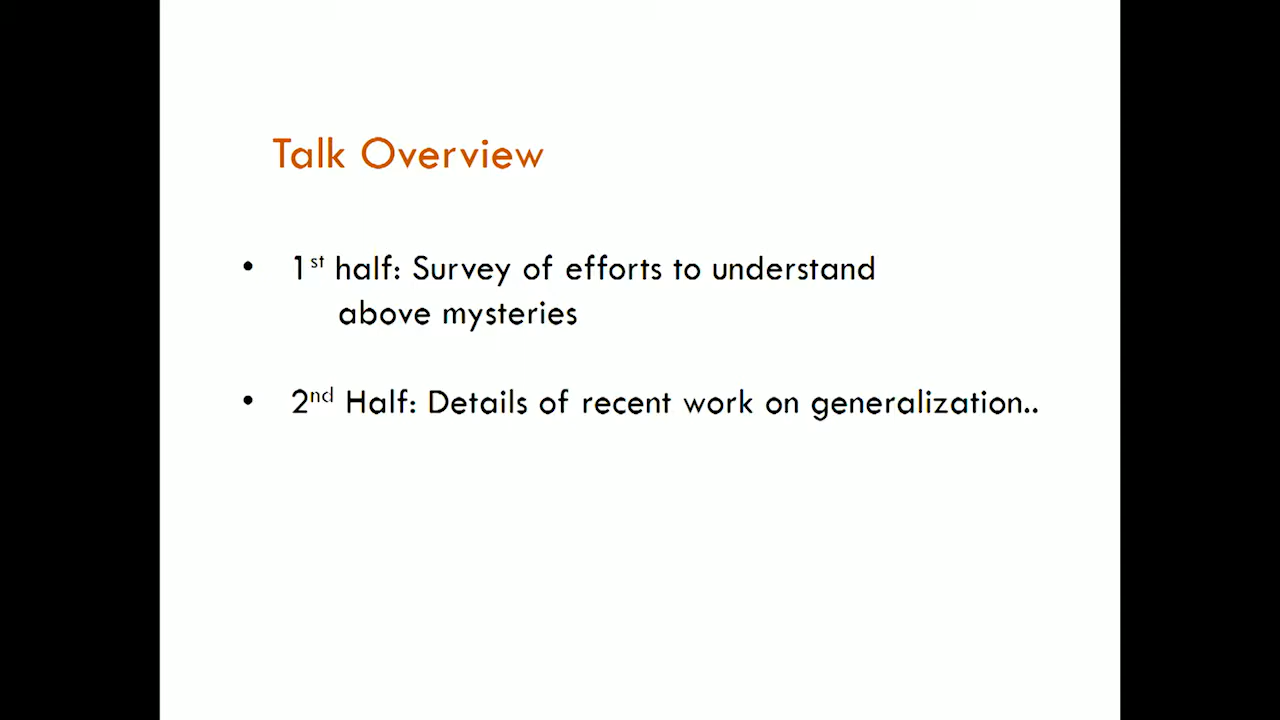 Talk Overview
• 1st half: Survey of efforts to understand
above mysteries
• 2nd Half: Details of recent work on generalization..